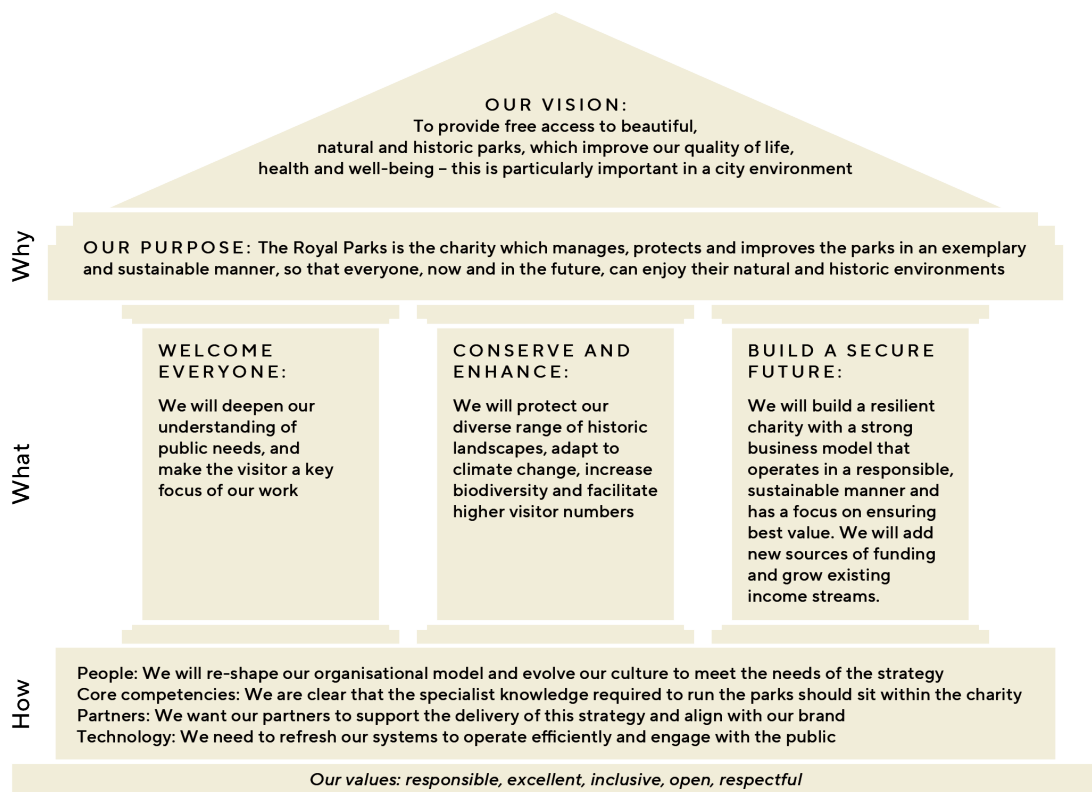 OUR VISION:
To provide free access to beautiful,
natural and historic parks, which improve our quality of life,
health and well-being – this is particularly important in a city environment
Why
OUR PURPOSE: The Royal Parks is the charity which manages, protects and improves the parks in an exemplary
and sustainable manner, so that everyone, now and in the future, can enjoy their natural and historic environments
What
WELCOME
EVERYONE:
We will deepen our
understanding of
public needs, and
make the visitor a key
focus of our work
CONSERVE AND
ENHANCE:
We will protect our
diverse range of historic
landscapes, adapt to
climate change, increase
biodiversity and facilitate
higher visitor numbers
BUILD A SECURE
FUTURE:
We will build a resilient
charity with a strong
business model that
operates in a responsible,
sustainable manner and
has a focus on ensuring
best value. We will add
new sources of funding
and grow existing
income streams.
How
People: We will re-shape our organisational model and evolve our culture to meet the needs of the strategy
Core competencies: We are clear that the specialist knowledge required to run the parks should sit within the charity
Partners: We want our partners to support the delivery of this strategy and align with our brand
Technology: We need to refresh our systems to operate efficiently and engage with the public
Our values: responsible, excellent, inclusive, open, respectful